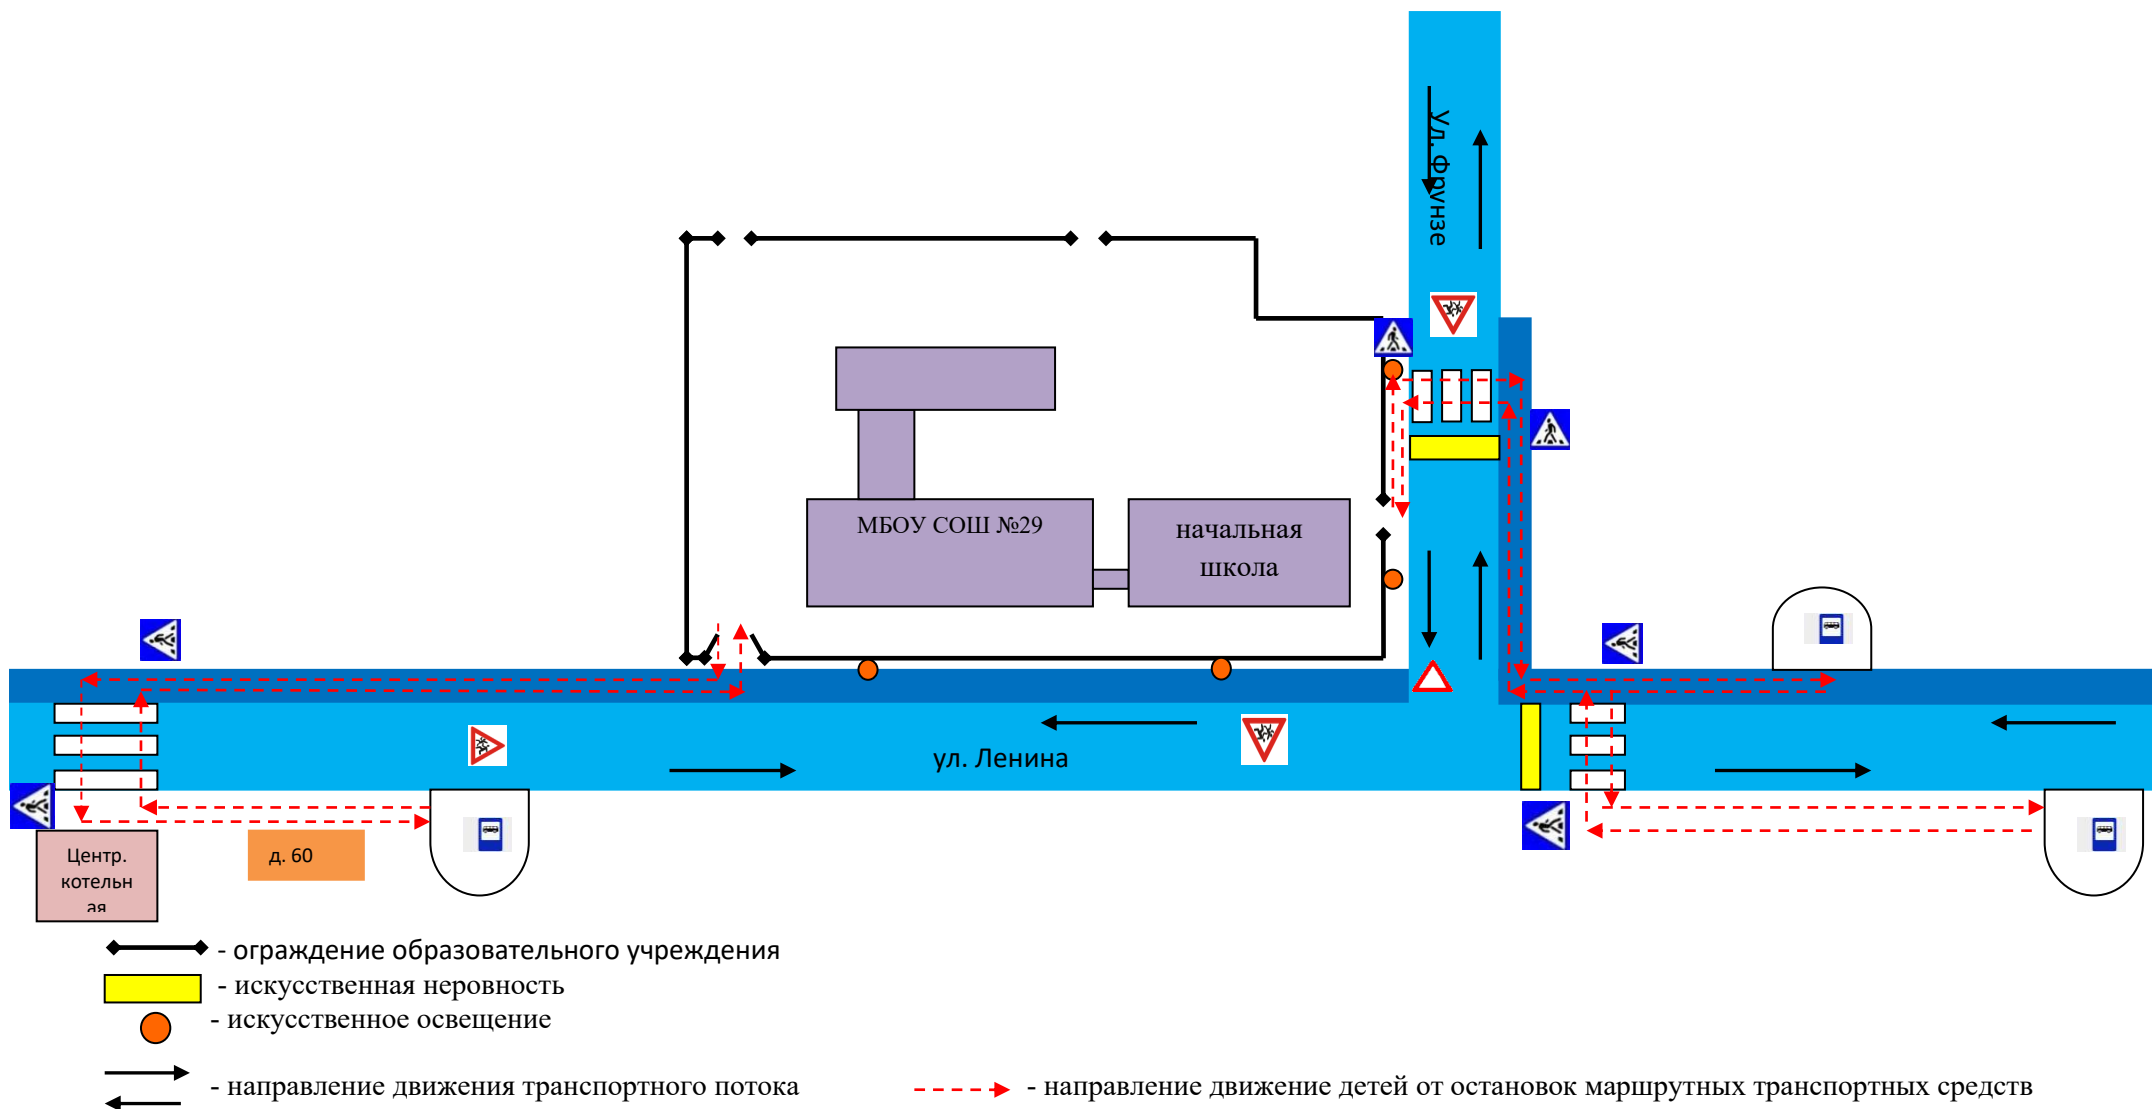 Ул. Фрунзе
МБОУ СОШ №29
начальная
школа
ул. Ленина
Центр.
котельн
ая
д. 60
- ограждение образовательного учреждения
- искусственная неровность
- искусственное освещение
- направление движения транспортного потока
- направление движение детей от остановок маршрутных транспортных средств